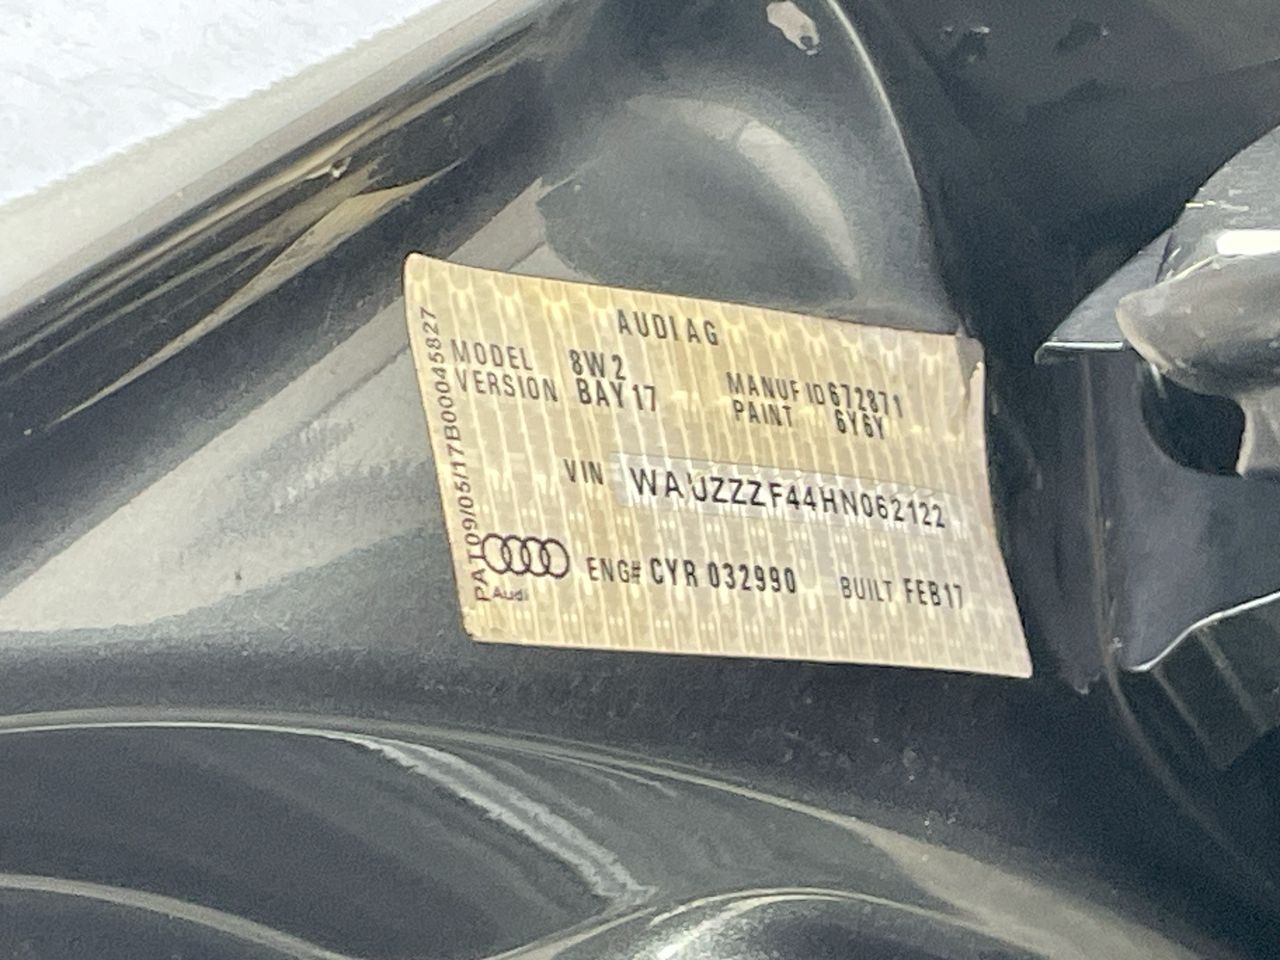 AUDI AG
MODEL 8W2
VERSION BAY17
MANUF ID672871
PAINT 6Y6Y
VIN WAUZZZF44HN062122
ENG# CYR 032990 BUILT FEB17
Audi
PAT09/05/17B00045827